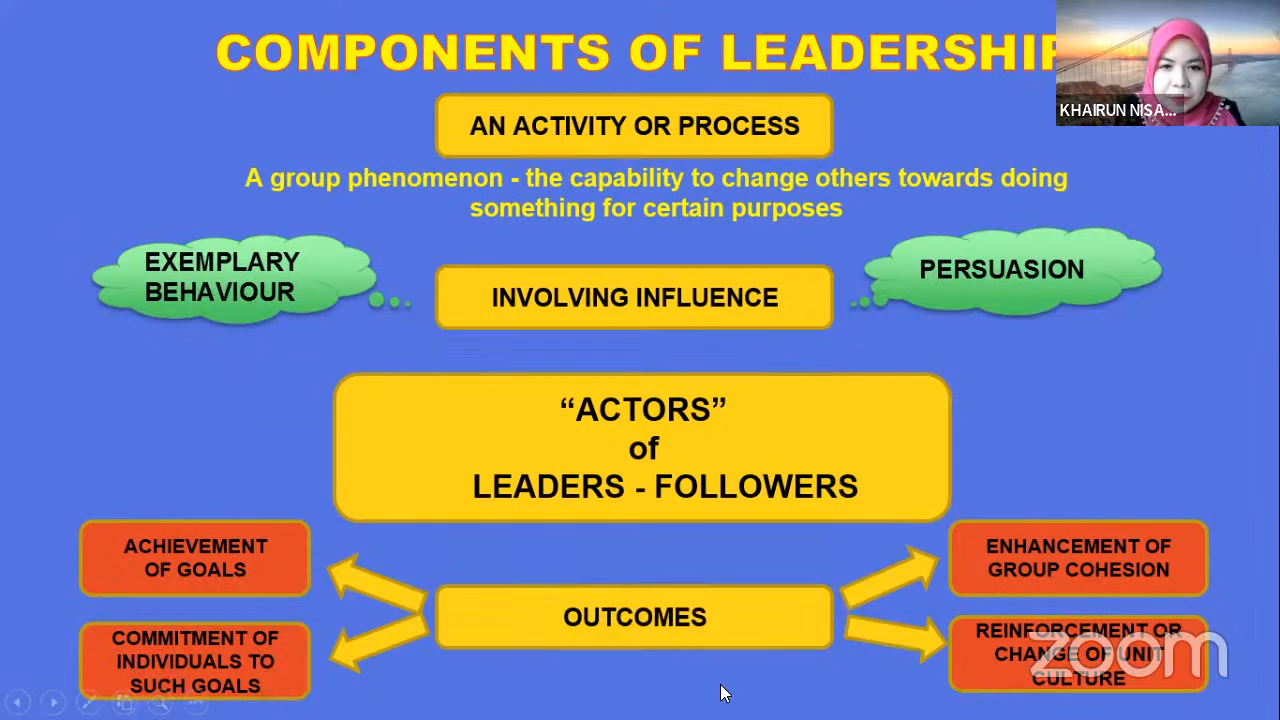 COMPONENTS OF LEADERSHIP
KHAIRUN NISA...
AN ACTIVITY OR PROCESS
A group phenomenon - the capability to change others towards doing
something for certain purposes
EXEMPLARY
BEHAVIOUR
INVOLVING INFLUENCE
PERSUASION
“ACTORS”
of
LEADERS - FOLLOWERS
ACHIEVEMENT
OF GOALS
ENHANCEMENT OF
GROUP COHESION
OUTCOMES
COMMITMENT OF
INDIVIDUALS TO
SUCH GOALS
REINFORCEMENT OR
CHANGE OF UNIT
CULTURE
zoom